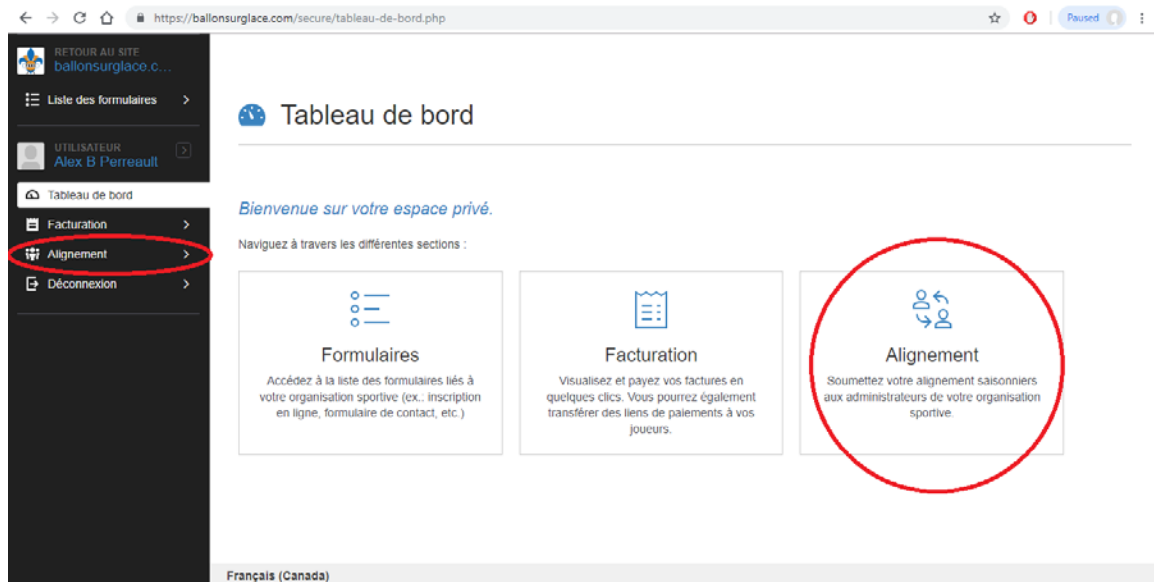 https://ballonsurglace.com/secure/tableau-de-bord.php
Paused
RETOUR AU SITE
ballonsurglace.c...
Liste des formulaires
UTILISATEUR
Alex B Perreault
Tableau de bord
Facturation
Alignement
Déconnexion
Tableau de bord
Bienvenue sur votre espace privé.
Naviguez à travers les différentes sections :
Formulaires
Accédez à la liste des formulaires liés à
votre organisation sportive (ex.: inscription
en ligne, formulaire de contact, etc.)
Facturation
Visualisez et payez vos factures en
quelques clics. Vous pourrez également
transférer des liens de paiements à vos
joueurs.
Alignement
Soumettez votre alignement saisonniers
aux administrateurs de votre organisation
sportive.
Français (Canada)